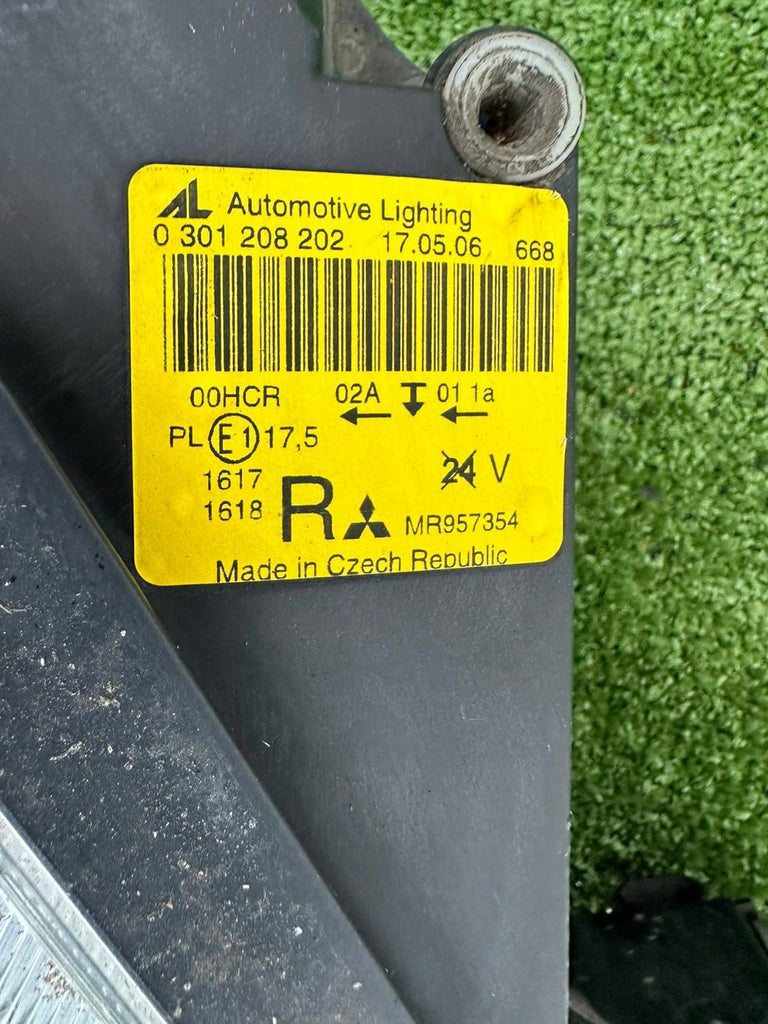 AL Automotive Lighting
0 301 208 202 17.05.06 668
00HCR 02A 01 1a
PL E1 17,5
1617 24 V
1618 R MR957354
Made in Czech Republic